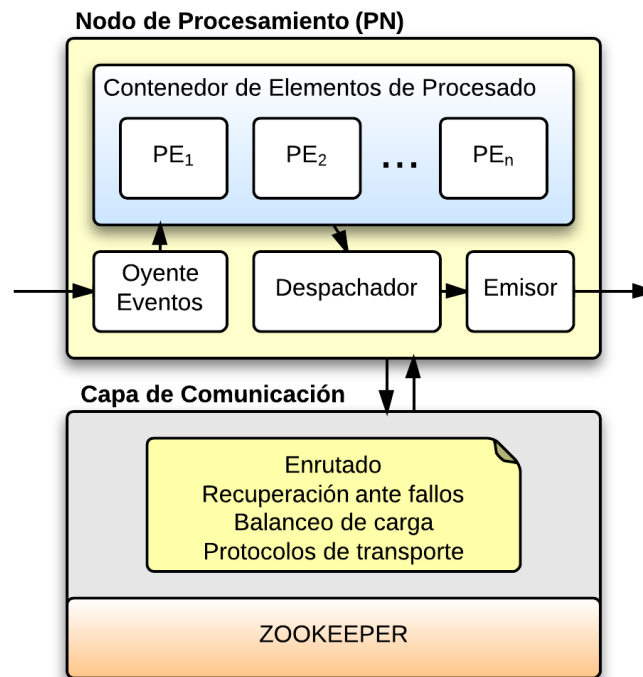 Nodo de Procesamiento (PN)
Contenedor de Elementos de Procesado
PE1
PE2
...
PEn
Oyente
Eventos
Despachador
Emisor
Capa de Comunicación
Enrutado
Recuperación ante fallos
Balanceo de carga
Protocolos de transporte
ZOOKEEPER